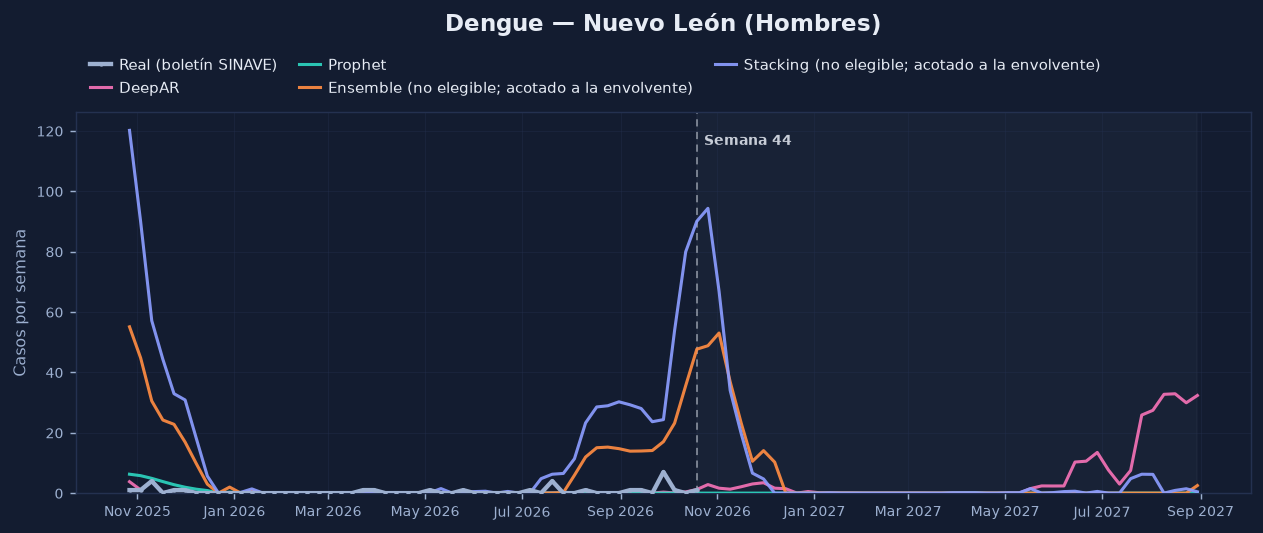 Dengue — Nuevo León (Hombres)
Real (boletín SINAVE)
Prophet
Stacking (no elegible; acotado a la envolvente)
DeepAR
Ensemble (no elegible; acotado a la envolvente)
Semana 44
Casos por semana
120
100
80
60
40
20
0
Nov 2025 Jan 2026 Mar 2026 May 2026 Jul 2026 Sep 2026 Nov 2026 Jan 2027 Mar 2027 May 2027 Jul 2027 Sep 2027